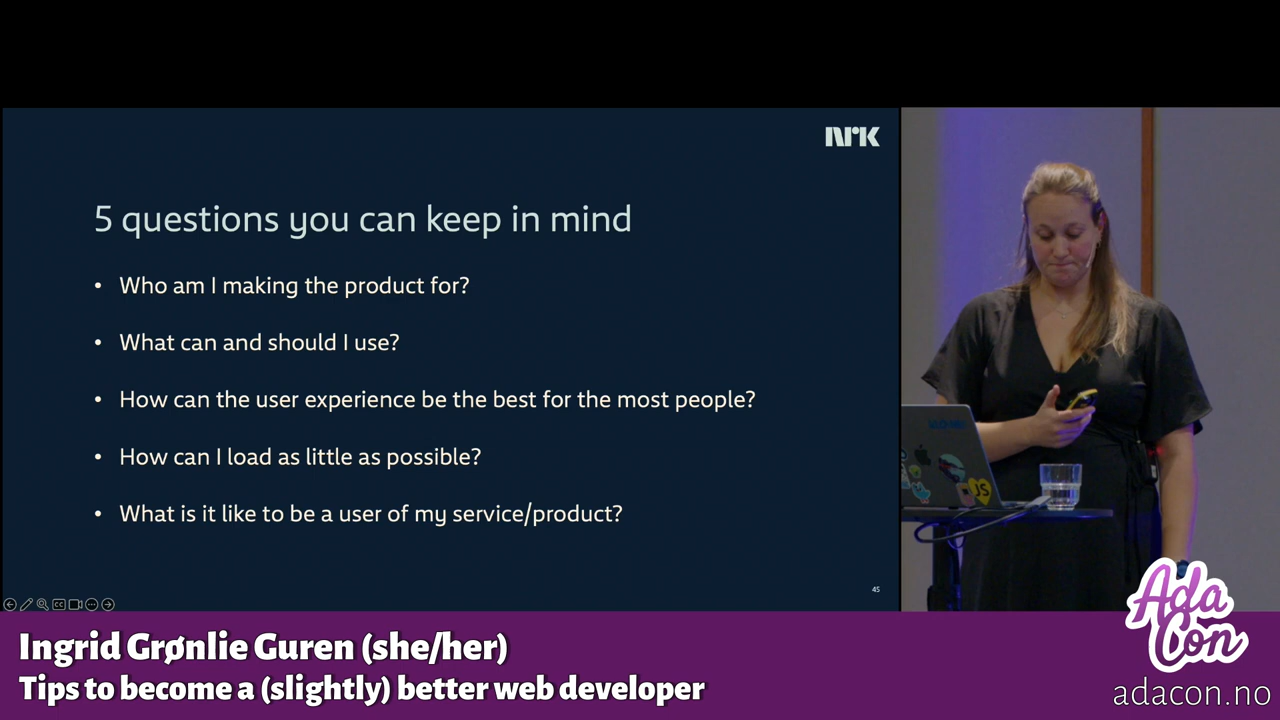 NRK
5 questions you can keep in mind
• Who am I making the product for?
• What can and should I use?
• How can the user experience be the best for the most people?
• How can I load as little as possible?
• What is it like to be a user of my service/product?
45
CC
JS
Ingrid Grønlie Guren (she/her)
Tips to become a (slightly) better web developer
Ada
Con
adacon.no